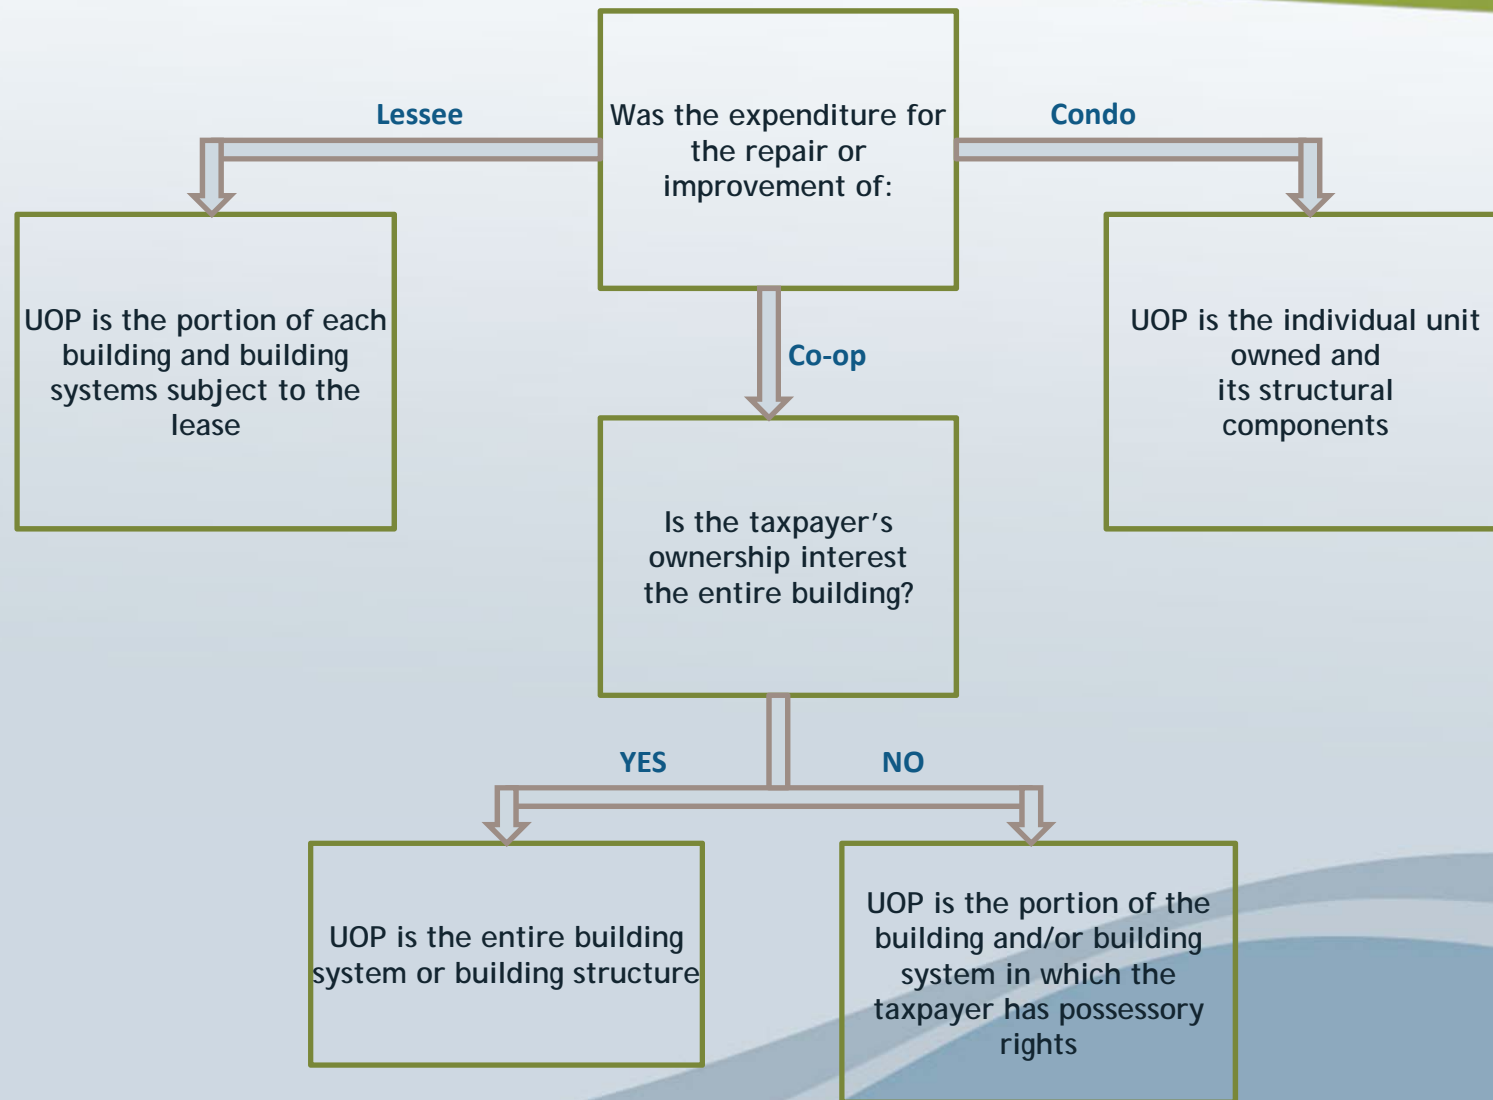 Was the expenditure for
the repair or
improvement of:
Lessee
Condo
Co-op
UOP is the portion of each
building and building
systems subject to the
lease
UOP is the individual unit
owned and
its structural
components
Is the taxpayer’s
ownership interest
the entire building?
YES
NO
UOP is the entire building
system or building structure
UOP is the portion of the
building and/or building
system in which the
taxpayer has possessory
rights